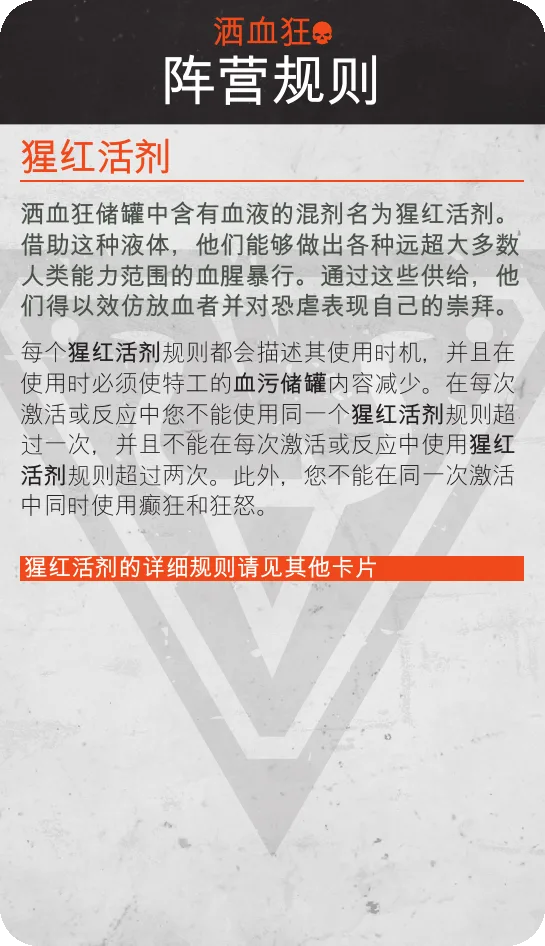 洒血狂
阵营规则
猩红活剂
洒血狂储罐中含有血液的混剂名为猩红活剂。
借助这种液体，他们能够做出各种远超大多数
人类能力范围的血腥暴行。通过这些供给，他
们得以效仿放血者并对恐虐表现自己的崇拜。
每个猩红活剂规则都会描述其使用时机，并且在
使用时必须使特工的血污储罐内容减少。在每次
激活或反应中您不能使用同一个猩红活剂规则超
过一次，并且不能在每次激活或反应中使用猩红
活剂规则超过两次。此外，您不能在同一次激活
中同时使用癫狂和狂怒。
猩红活剂的详细规则请见其他卡片